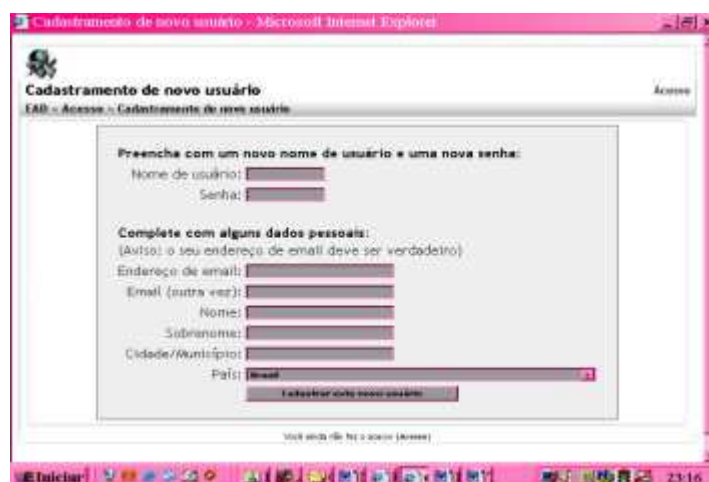 Cadastramento de novo usuário - Microsoft Internet Explorer
Cadastramento de novo usuário
Acesso
EAD » Acesso » Cadastramento de novo usuário
Preencha com um novo nome de usuário e uma nova senha:
Nome de usuário:
Senha:
Complete com alguns dados pessoais:
(Aviso: o seu endereço de email deve ser verdadeiro)
Endereço de email:
Email (outra vez):
Nome:
Sobrenome:
Cidade/Município:
País: Brasil
Cadastrar este novo usuário
Você ainda não fez o acesso (Acesso)
Iniciar
23:16